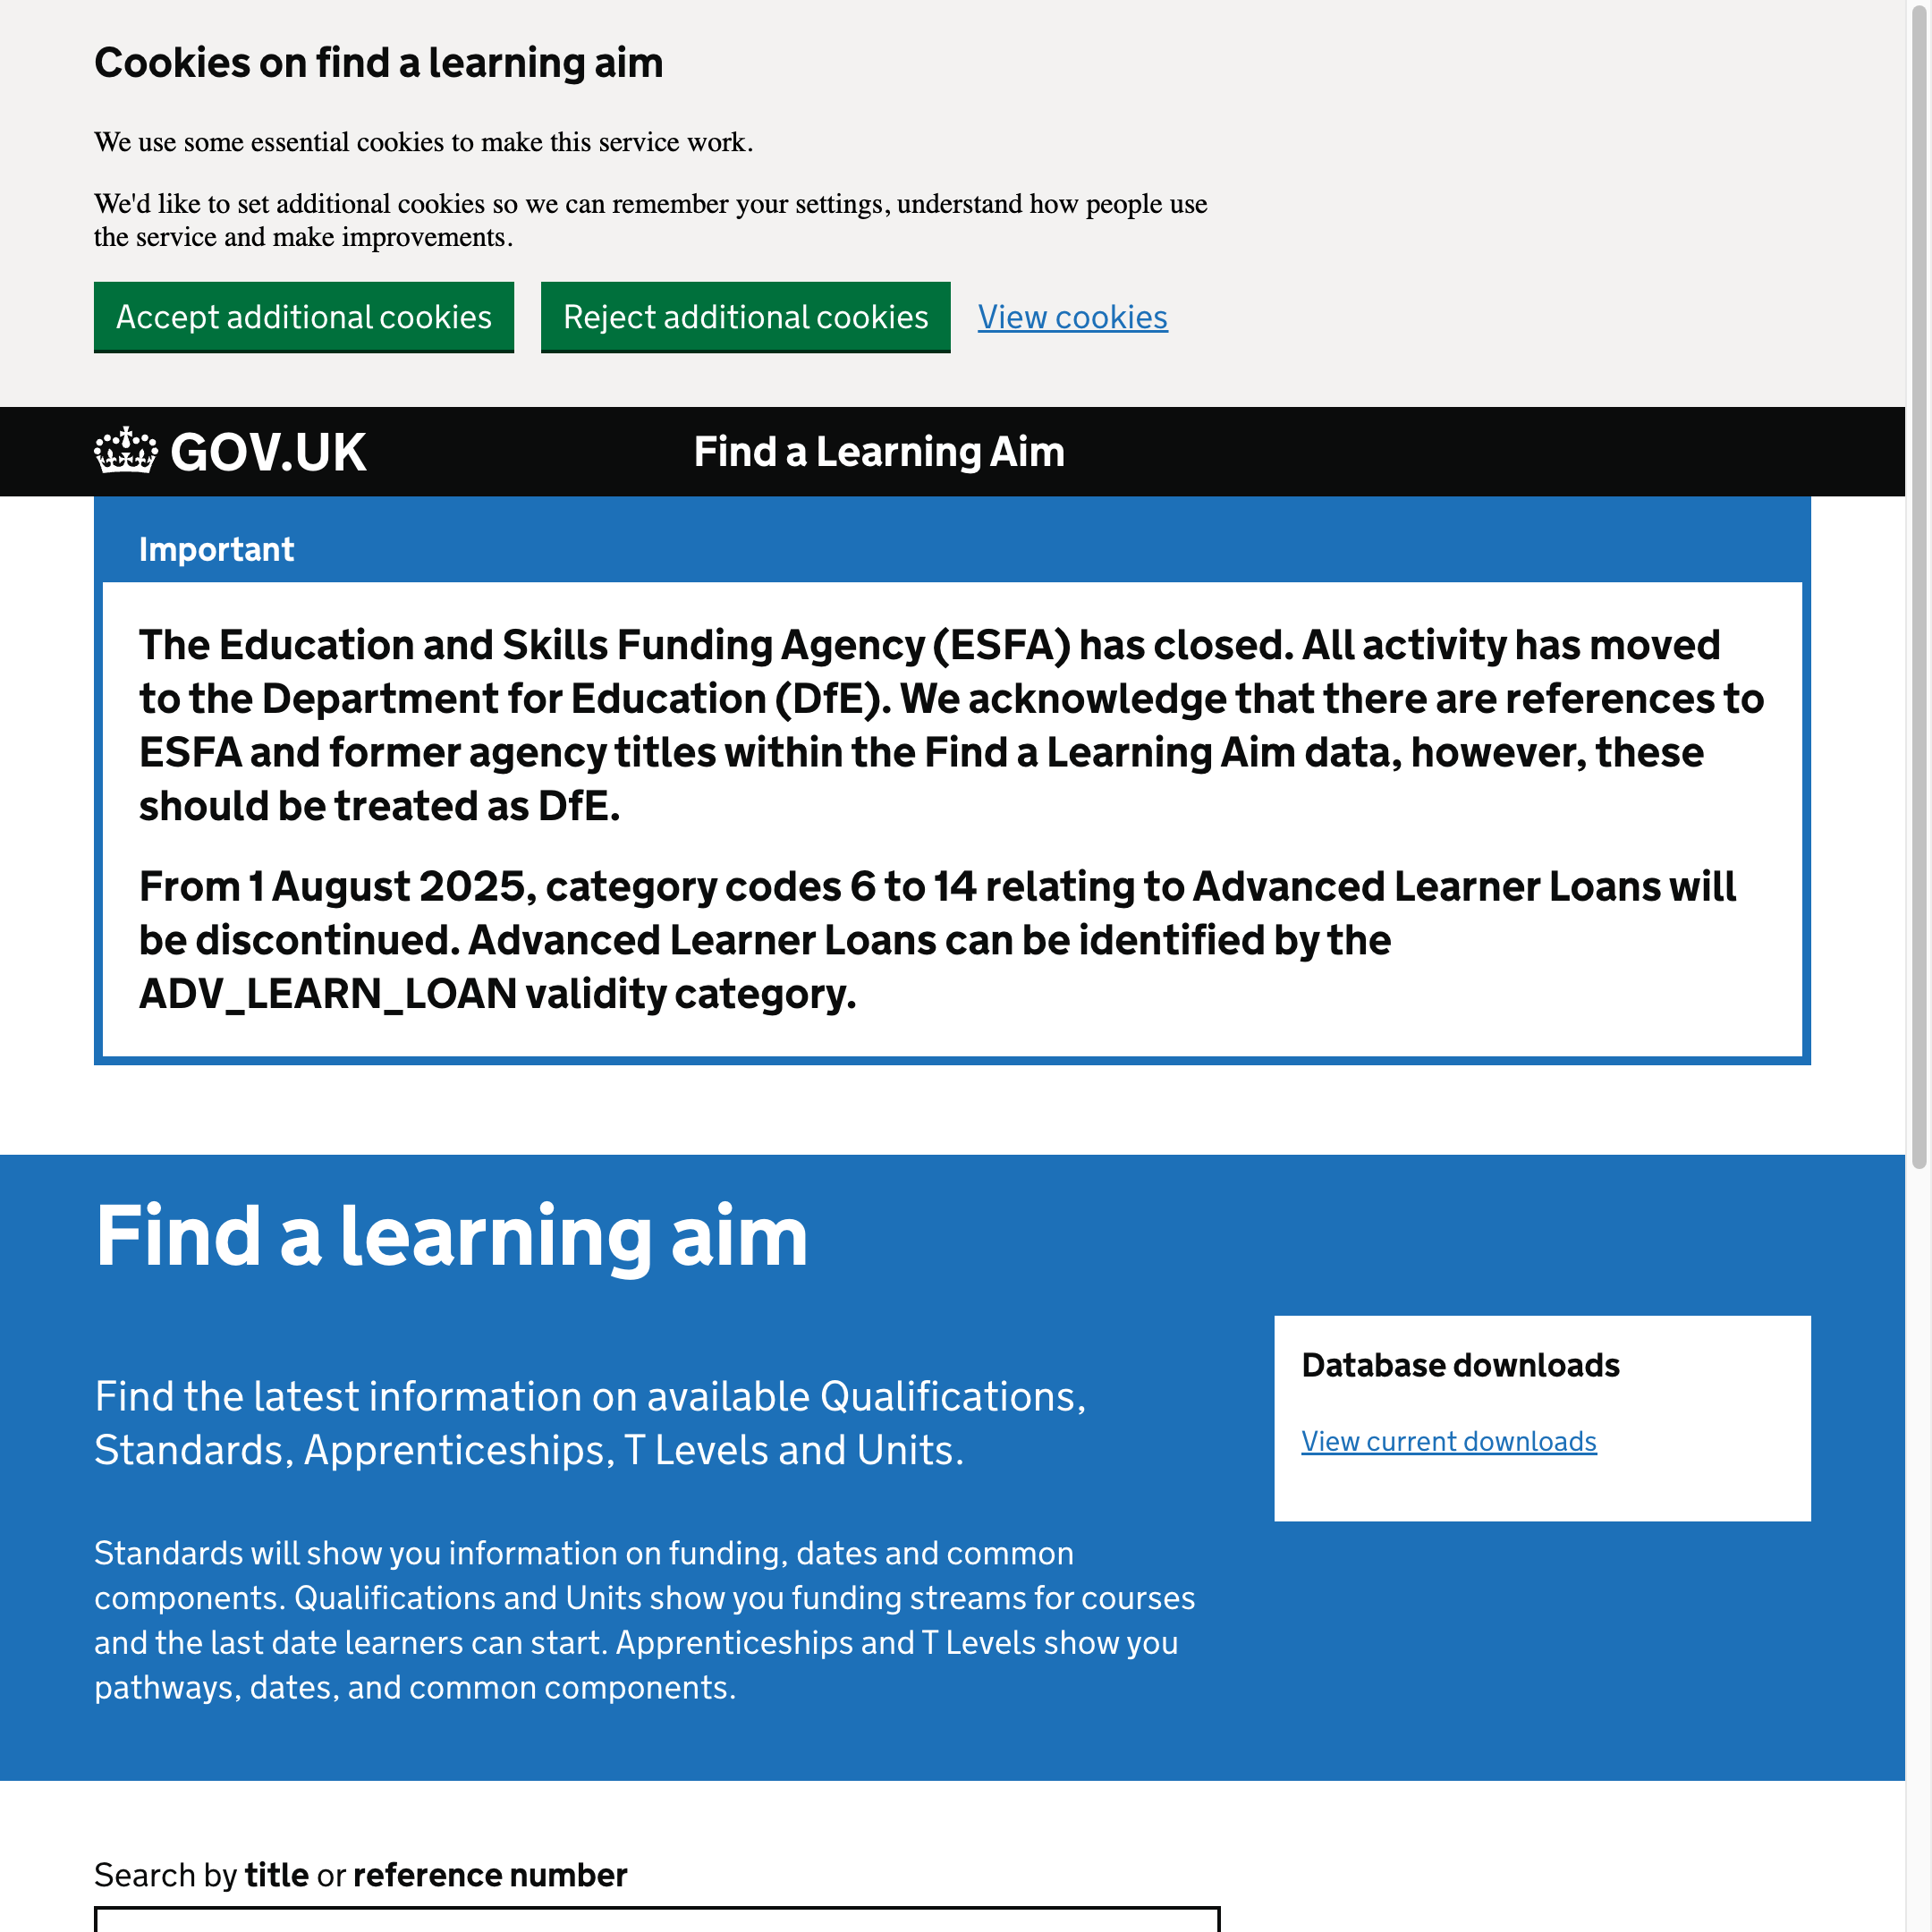 Cookies on find a learning aim
We use some essential cookies to make this service work.
We'd like to set additional cookies so we can remember your settings, understand how people use
the service and make improvements.
Accept additional cookies
Reject additional cookies
View cookies
GOV.UK
Find a Learning Aim
Important
The Education and Skills Funding Agency (ESFA) has closed. All activity has moved
to the Department for Education (DfE). We acknowledge that there are references to
ESFA and former agency titles within the Find a Learning Aim data, however, these
should be treated as DfE.
From 1 August 2025, category codes 6 to 14 relating to Advanced Learner Loans will
be discontinued. Advanced Learner Loans can be identified by the
ADV_LEARN_LOAN validity category.
Find a learning aim
Find the latest information on available Qualifications,
Standards, Apprenticeships, T Levels and Units.
Standards will show you information on funding, dates and common
components. Qualifications and Units show you funding streams for courses
and the last date learners can start. Apprenticeships and T Levels show you
pathways, dates, and common components.
Database downloads
View current downloads
Search by title or reference number